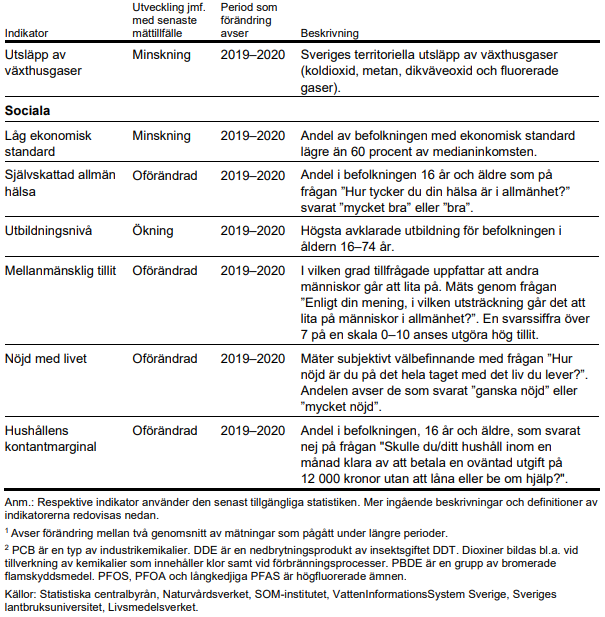 Indikator
Utveckling jmf.
med senaste
mättillfälle
Period som
förändring
avser
Beskrivning
Utsläpp av
växthusgaser
Minskning
2019–2020
Sveriges territoriella utsläpp av växthusgaser
(koldioxid, metan, dikväveoxid och fluorerade
gaser).
Sociala
Låg ekonomisk
standard
Minskning
2019–2020
Andel av befolkningen med ekonomisk standard
lägre än 60 procent av medianinkomsten.
Självskattad allmän
hälsa
Oförändrad
2019–2020
Andel i befolkningen 16 år och äldre som på
frågan ”Hur tycker du din hälsa är i allmänhet?”
svarat ”mycket bra” eller ”bra”.
Utbildningsnivå
Ökning
2019–2020
Högsta avklarade utbildning för befolkningen i
åldern 16–74 år.
Mellanmänsklig tillit
Oförändrad
2019–2020
I vilken grad tillfrågade uppfattar att andra
människor går att lita på. Mäts genom frågan
”Enligt din mening, i vilken utsträckning går det att
lita på människor i allmänhet?”. En svarssiffra över
7 på en skala 0–10 anses utgöra hög tillit.
Nöjd med livet
Oförändrad
2019–2020
Mäter subjektivt välbefinnande med frågan ”Hur
nöjd är du på det hela taget med det liv du lever?”.
Andelen avser de som svarat ”ganska nöjd” eller
”mycket nöjd”.
Hushållens
kontantmarginal
Oförändrad
2019–2020
Andel i befolkningen, 16 år och äldre, som svarat
nej på frågan "Skulle du/ditt hushåll inom en
månad klara av att betala en oväntad utgift på
12 000 kronor utan att låna eller be om hjälp?".
Anm.: Respektive indikator använder den senast tillgängliga statistiken. Mer ingående beskrivningar och definitioner av
indikatorerna redovisas nedan.
¹ Avser förändring mellan två genomsnitt av mätningar som pågått under längre perioder.
² PCB är en typ av industrikemikalier. DDE är en nedbrytningsprodukt av insektsgiftet DDT. Dioxiner bildas bl.a. vid
tillverkning av kemikalier som innehåller klor samt vid förbränningsprocesser. PBDE är en grupp av bromerade
flamskyddsmedel. PFOS, PFOA och långkedjiga PFAS är högfluorerade ämnen.
Källor: Statistiska centralbyrån, Naturvårdsverket, SOM-institutet, VattenInformationsSystem Sverige, Sveriges
lantbruksuniversitet, Livsmedelsverket.